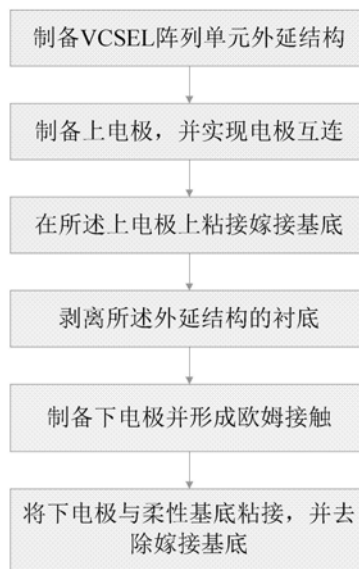 制备VCSEL阵列单元外延结构
制备上电极，并实现电极互连
在所述上电极上粘接嫁接基底
剥离所述外延结构的衬底
制备下电极并形成欧姆接触
将下电极与柔性基底粘接，并去
除嫁接基底